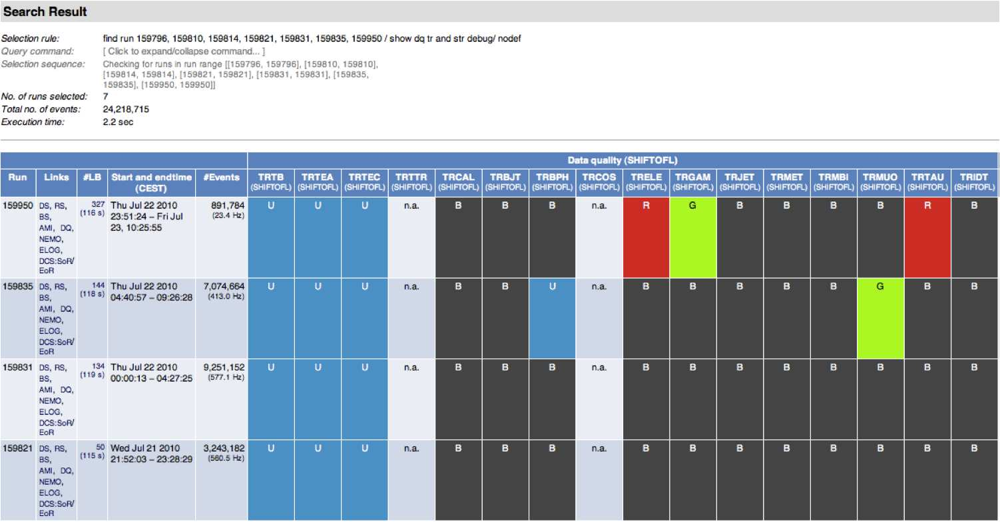 Search Result
Selection rule: find run 159796, 159810, 159814, 159821, 159831, 159835, 159950 / show dq tr and str debug/ nodef
Query command: [ Click to expand/collapse command... ]
Selection sequence: Checking for runs in run range [[159796, 159796], [159810, 159810],
[159814, 159814], [159821, 159821], [159831, 159831], [159835,
159835], [159950, 159950]]
No. of runs selected: 7
Total no. of events: 24,218,715
Execution time: 2.2 sec
Data quality (SHIFTOFL)
Run Links #LB Start and endtime #Events TRTB TRTEA TRTEC TRTTR TRCAL TRBJT TRBPH TRCOS TRELE TRGAM TRJET TRMET TRMBI TRMUO TRTAU TRIDT
(CEST) (SHIFTOFL) (SHIFTOFL) (SHIFTOFL) (SHIFTOFL) (SHIFTOFL) (SHIFTOFL) (SHIFTOFL) (SHIFTOFL) (SHIFTOFL) (SHIFTOFL) (SHIFTOFL) (SHIFTOFL) (SHIFTOFL) (SHIFTOFL) (SHIFTOFL) (SHIFTOFL)
159950 DS, RS, 327 Thu Jul 22 2010 891,784 U U U n.a. B B B n.a. R G B B B B R B
BS, (116 s) 23:51:24 – Fri Jul (23.4 Hz)
AMI, DQ, 23, 10:25:55
NEMO,
ELOG,
DCS:SoR/
EoR
159835 DS, RS, 144 Thu Jul 22 2010 7,074,664 U U U n.a. B B U n.a. B B B B B G B B
BS, (118 s) 04:40:57 – 09:26:28 (413.0 Hz)
AMI, DQ,
NEMO,
ELOG,
DCS:SoR/
EoR
159831 DS, RS, 134 Thu Jul 22 2010 9,251,152 U U U n.a. B B B n.a. B B B B B B B B
BS, (119 s) 00:00:13 – 04:27:25 (577.1 Hz)
AMI, DQ,
NEMO,
ELOG,
DCS:SoR/
EoR
159821 DS, RS, 50 Wed Jul 21 2010 3,243,182 U U U n.a. B B B n.a. B B B B B B B B
BS, (115 s) 21:52:03 – 23:28:29 (560.5 Hz)
AMI, DQ,
NEMO,
ELOG,
DCS:SoR/
EoR